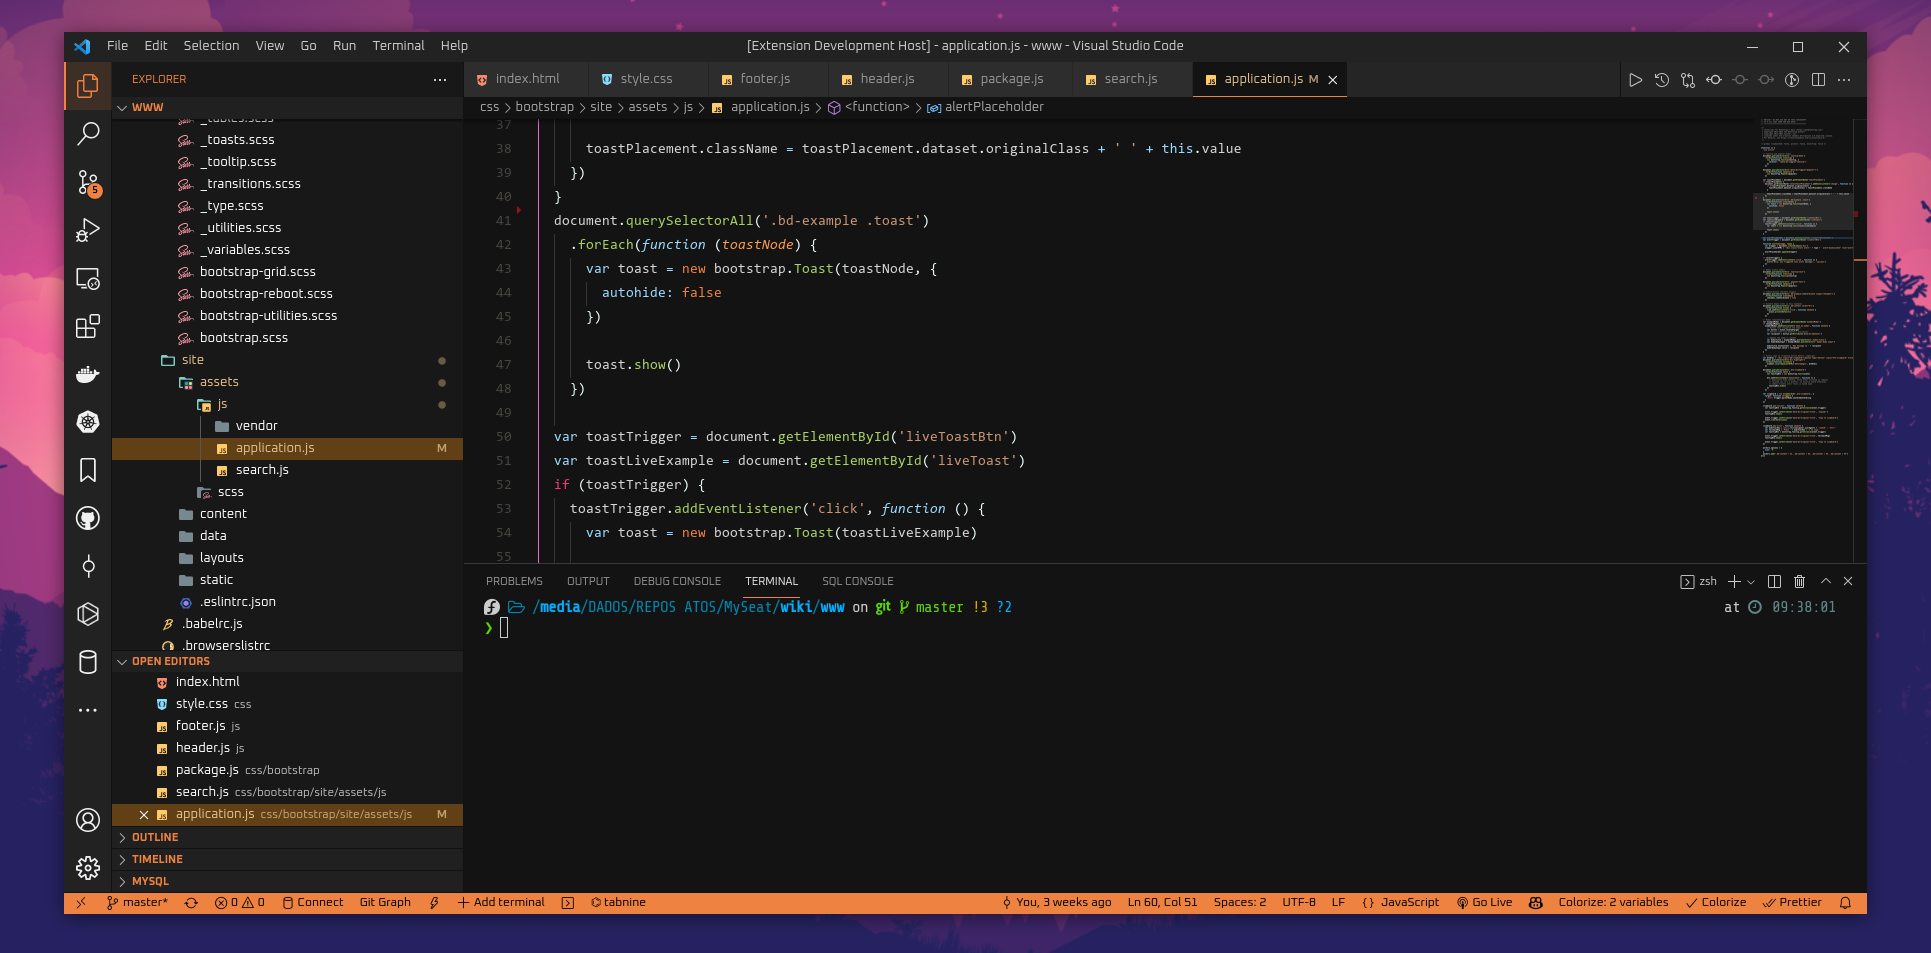 File Edit Selection View Go Run Terminal Help
[Extension Development Host] - application.js - www - Visual Studio Code
EXPLORER
WWW
_tables.scss
_toasts.scss
_tooltip.scss
_transitions.scss
_type.scss
_utilities.scss
_variables.scss
bootstrap-grid.scss
bootstrap-reboot.scss
bootstrap-utilities.scss
bootstrap.scss
site
assets
js
vendor
application.js M
search.js
scss
content
data
layouts
static
.eslintrc.json
.babelrc.js
.browserslistrc
OPEN EDITORS
index.html
style.css css
footer.js js
header.js js
package.js css/bootstrap
search.js css/bootstrap/site/assets/js
application.js css/bootstrap/site/assets/js M
OUTLINE
TIMELINE
MYSQL
5
index.html style.css footer.js header.js package.js search.js application.js M
css > bootstrap > site > assets > js > application.js > <function> > alertPlaceholder
37
38 toastPlacement.className = toastPlacement.dataset.originalClass + ' ' + this.value
39 })
40 }
41 document.querySelectorAll('.bd-example .toast')
42 .forEach(function (toastNode) {
43 var toast = new bootstrap.Toast(toastNode, {
44 autohide: false
45 })
46
47 toast.show()
48 })
49
50 var toastTrigger = document.getElementById('liveToastBtn')
51 var toastLiveExample = document.getElementById('liveToast')
52 if (toastTrigger) {
53 toastTrigger.addEventListener('click', function () {
54 var toast = new bootstrap.Toast(toastLiveExample)
55
PROBLEMS OUTPUT DEBUG CONSOLE TERMINAL SQL CONSOLE
zsh
/media/DADOS/REPOS ATOS/MySeat/wiki/www on git master !3 ?2
at 09:38:01
❯
master* 0 0 Connect Git Graph Add terminal tabnine
You, 3 weeks ago Ln 60, Col 51 Spaces: 2 UTF-8 LF {} JavaScript Go Live Colorize: 2 variables Colorize Prettier